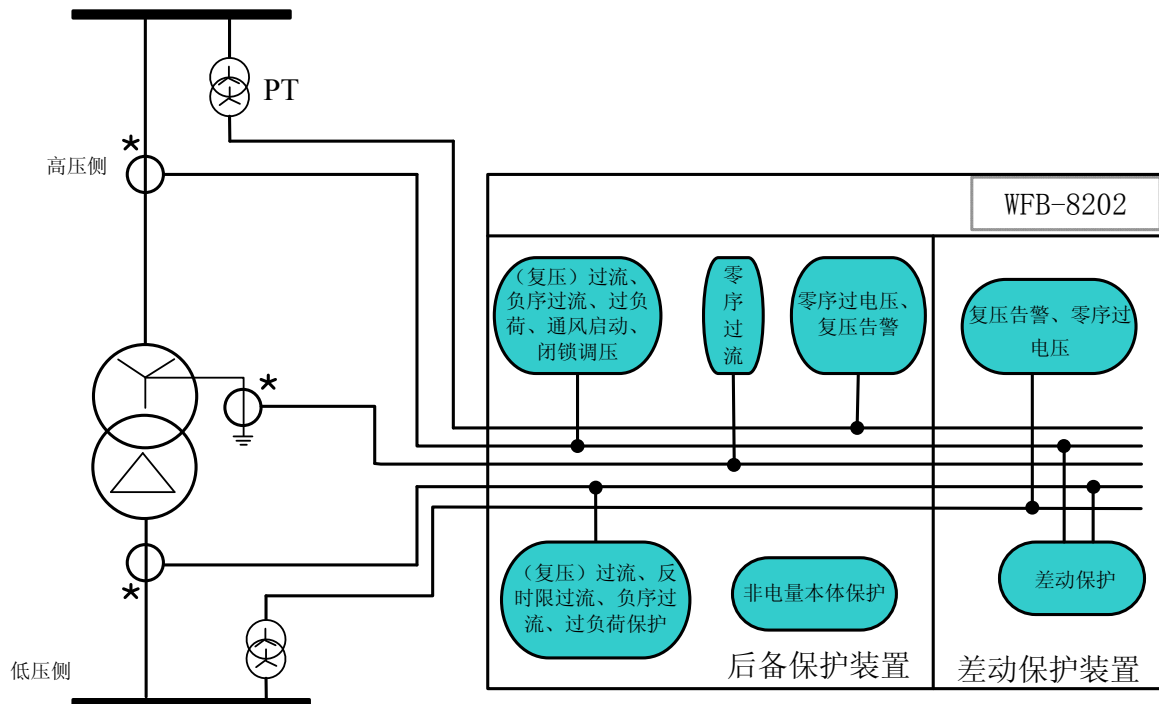 PT
高压侧
WFB-8202
（复压）过流、
负序过流、过负
荷、通风启动、
闭锁调压
零
序
过
流
零序过电压、
复压告警
复压告警、零序过
电压
（复压）过流、反
时限过流、负序过
流、过负荷保护
非电量本体保护
差动保护
后备保护装置
差动保护装置
低压侧